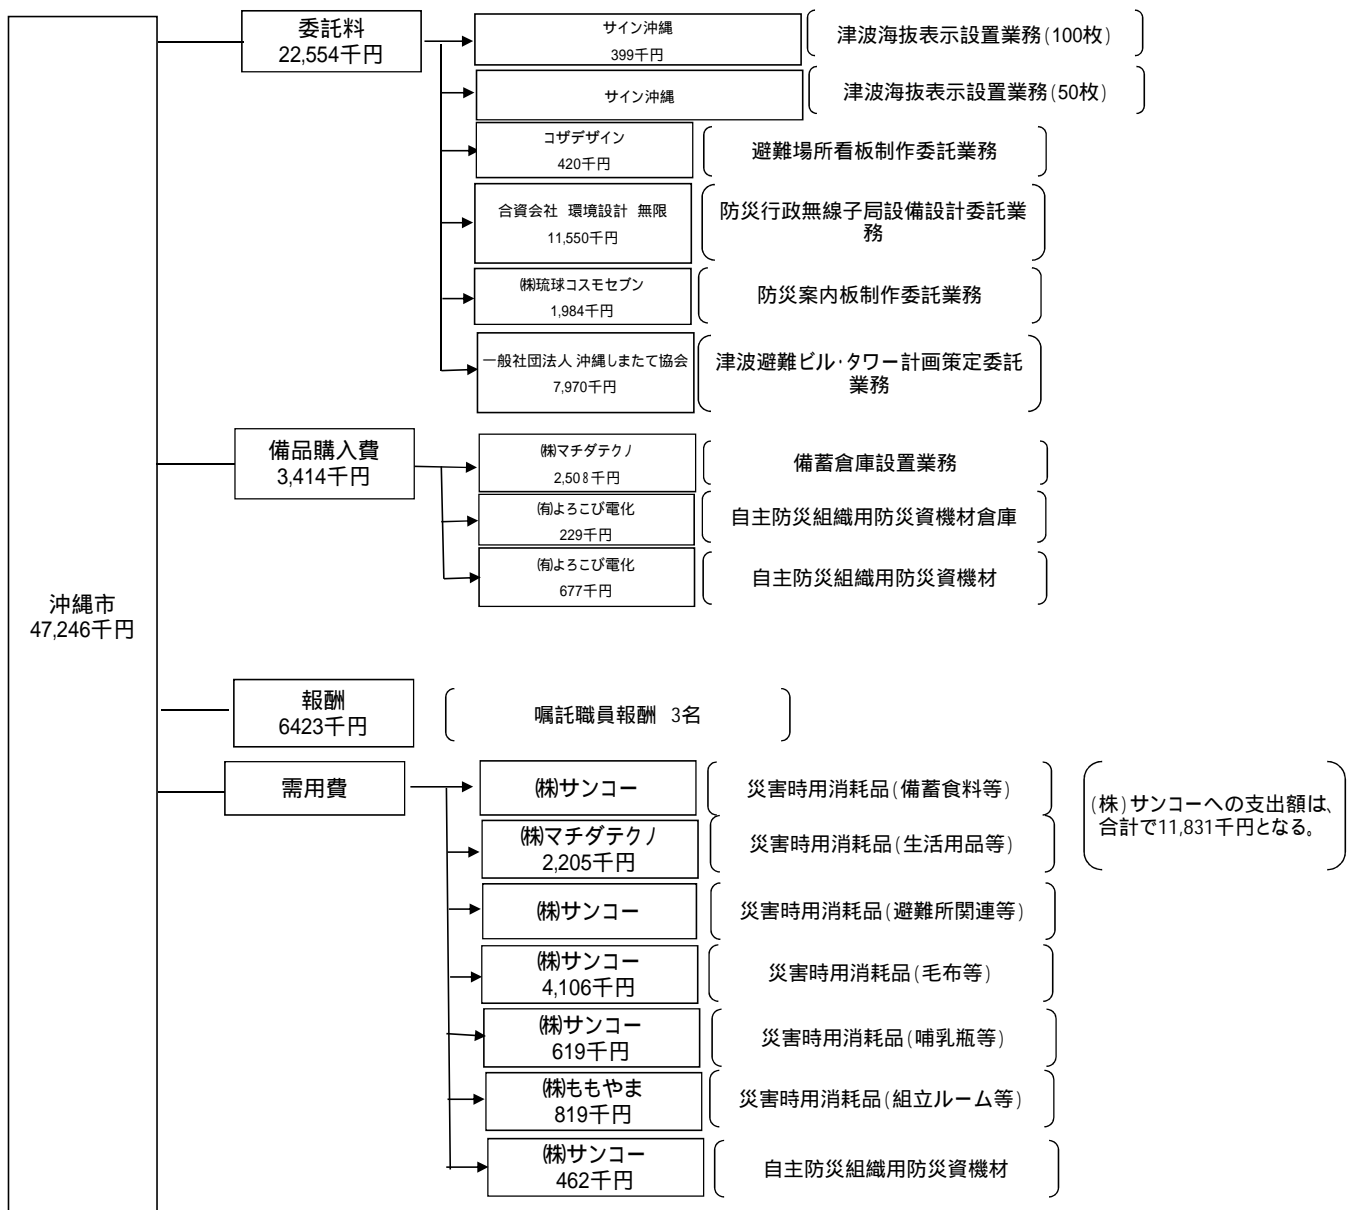 沖縄市
47,246千円
委託料
22,554千円
サイン沖縄
399千円
津波海抜表示設置業務(100枚)
サイン沖縄
津波海抜表示設置業務(50枚)
コザデザイン
420千円
避難場所看板制作委託業務
合資会社 環境設計 無限
11,550千円
防災行政無線子局設備設計委託業
務
㈱琉球コスモセブン
1,984千円
防災案内板制作委託業務
一般社団法人 沖縄しまたて協会
7,970千円
津波避難ビル・タワー計画策定委託
業務
備品購入費
3,414千円
㈱マチダテクノ
2,508千円
備蓄倉庫設置業務
㈲よろこび電化
229千円
自主防災組織用防災資機材倉庫
㈲よろこび電化
677千円
自主防災組織用防災資機材
報酬
6423千円
嘱託職員報酬 3名
需用費
㈱サンコー
災害時用消耗品(備蓄食料等)
(株)サンコーへの支出額は、
合計で11,831千円となる。
㈱マチダテクノ
2,205千円
災害時用消耗品(生活用品等)
㈱サンコー
災害時用消耗品(避難所関連等)
㈱サンコー
4,106千円
災害時用消耗品(毛布等)
㈱サンコー
619千円
災害時用消耗品(哺乳瓶等)
㈱ももやま
819千円
災害時用消耗品(組立ルーム等)
㈱サンコー
462千円
自主防災組織用防災資機材